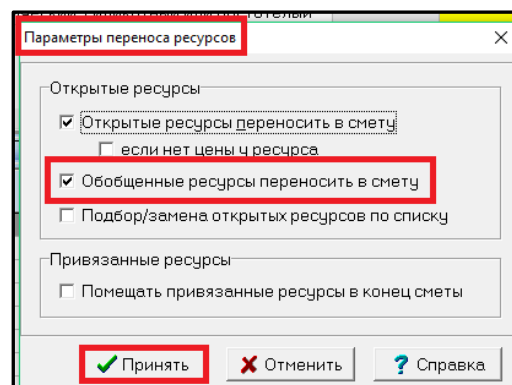 Параметры переноса ресурсов
Открытые ресурсы
Открытые ресурсы переносить в смету
если нет цены у ресурса
Обобщенные ресурсы переносить в смету
Подбор/замена открытых ресурсов по списку
Привязанные ресурсы
Помещать привязанные ресурсы в конец сметы
Принять
Отменить
? Справка